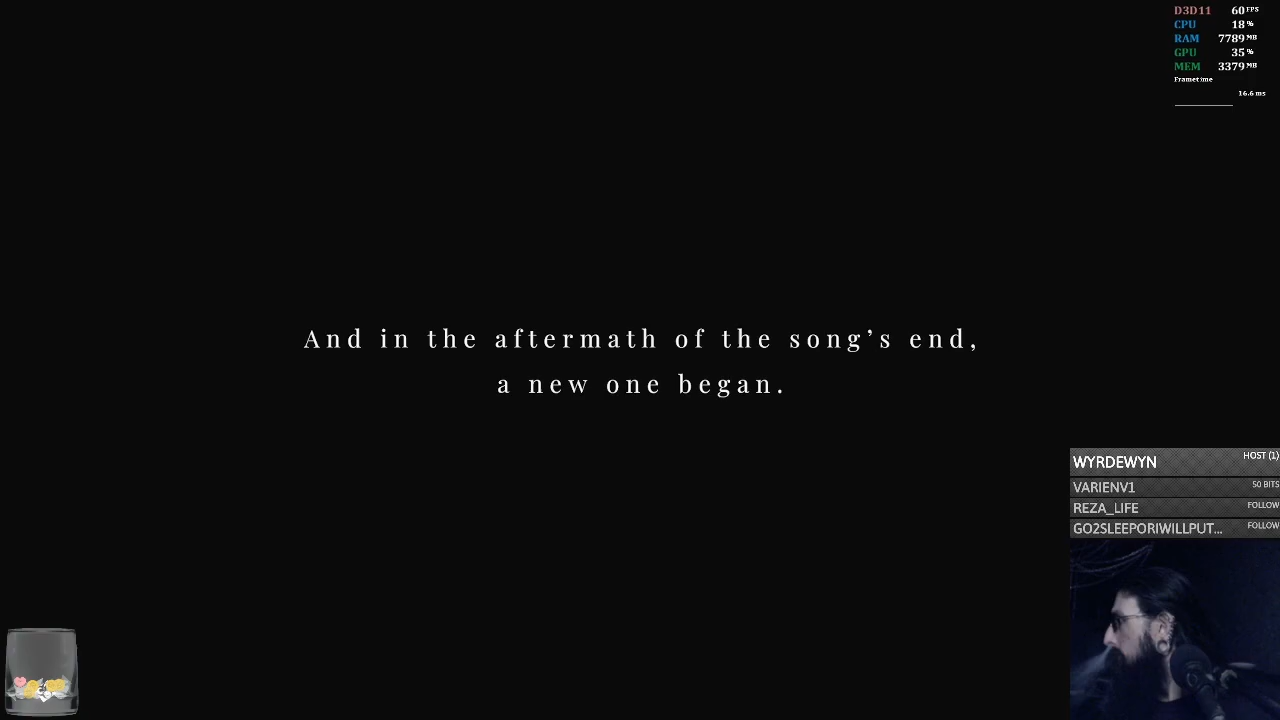 D3D11 60 FPS
CPU 18 %
RAM 7789 MB
GPU 35 %
MEM 3379 MB
Frametime
16.6 ms
And in the aftermath of the song’s end,
a new one began.
WYRDEWYN HOST (1)
VARIENV1 50 BITS
REZA_LIFE FOLLOW
GO2SLEEPORIWILLPUT... FOLLOW